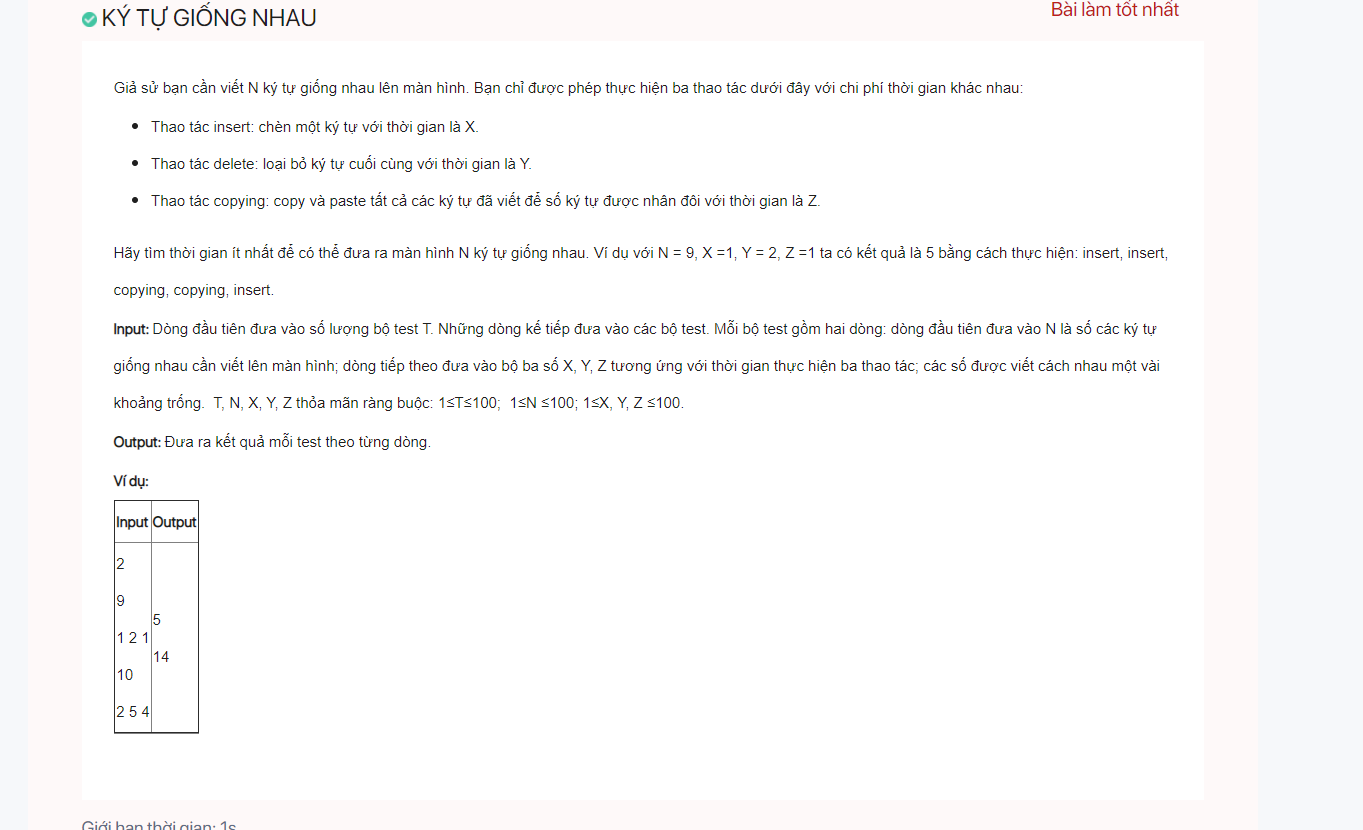 KÝ TỰ GIỐNG NHAU
Bài làm tốt nhất
Giả sử bạn cần viết N ký tự giống nhau lên màn hình. Bạn chỉ được phép thực hiện ba thao tác dưới đây với chi phí thời gian khác nhau:
Thao tác insert: chèn một ký tự với thời gian là X.
Thao tác delete: loại bỏ ký tự cuối cùng với thời gian là Y.
Thao tác copying: copy và paste tất cả các ký tự đã viết để số ký tự được nhân đôi với thời gian là Z.
Hãy tìm thời gian ít nhất để có thể đưa ra màn hình N ký tự giống nhau. Ví dụ với N = 9, X =1, Y = 2, Z =1 ta có kết quả là 5 bằng cách thực hiện: insert, insert,
copying, copying, insert.
Input: Dòng đầu tiên đưa vào số lượng bộ test T. Những dòng kế tiếp đưa vào các bộ test. Mỗi bộ test gồm hai dòng: dòng đầu tiên đưa vào N là số các ký tự
giống nhau cần viết lên màn hình; dòng tiếp theo đưa vào bộ ba số X, Y, Z tương ứng với thời gian thực hiện ba thao tác; các số được viết cách nhau một vài
khoảng trống. T, N, X, Y, Z thỏa mãn ràng buộc: 1≤T≤100; 1≤N ≤100; 1≤X, Y, Z ≤100.
Output: Đưa ra kết quả mỗi test theo từng dòng.
Ví dụ:
Input Output
2
9
1 2 1
10
2 5 4
5
14
Giới hạn thời gian: 1s